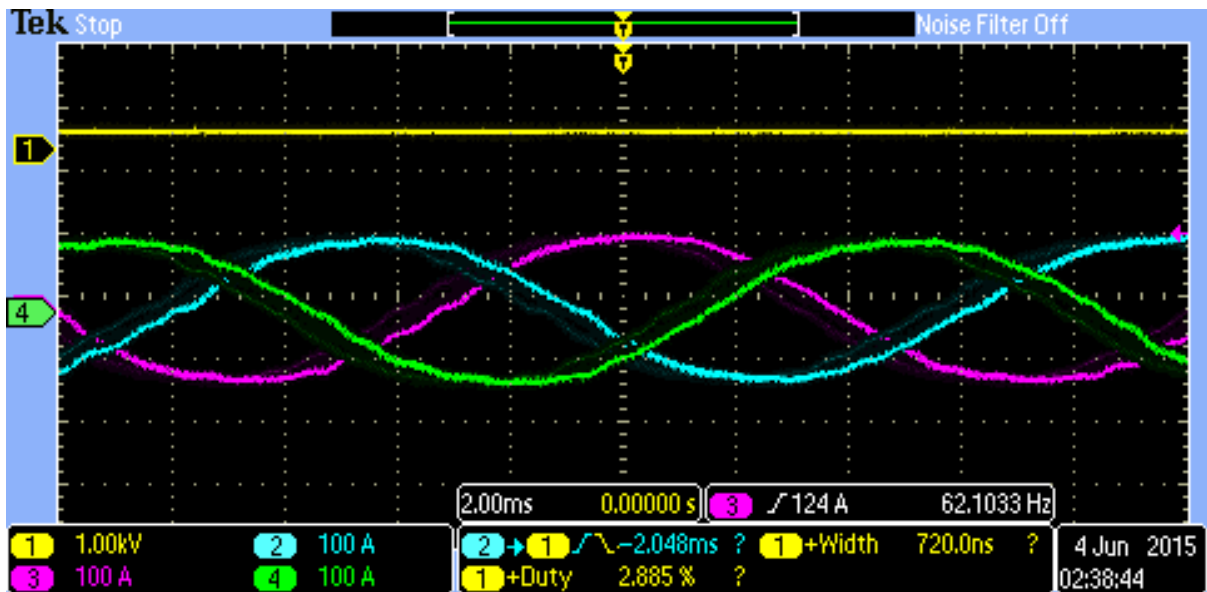 Tek Stop Noise Filter Off
T
T
1
4
2.00ms 0.00000 s 3 124 A 62.1033 Hz
1 1.00kV 2 100 A 2 1 -2.048ms ? 1 +Width 720.0ns ? 4 Jun 2015
3 100 A 4 100 A 1 +Duty 2.885 % ? 02:38:44